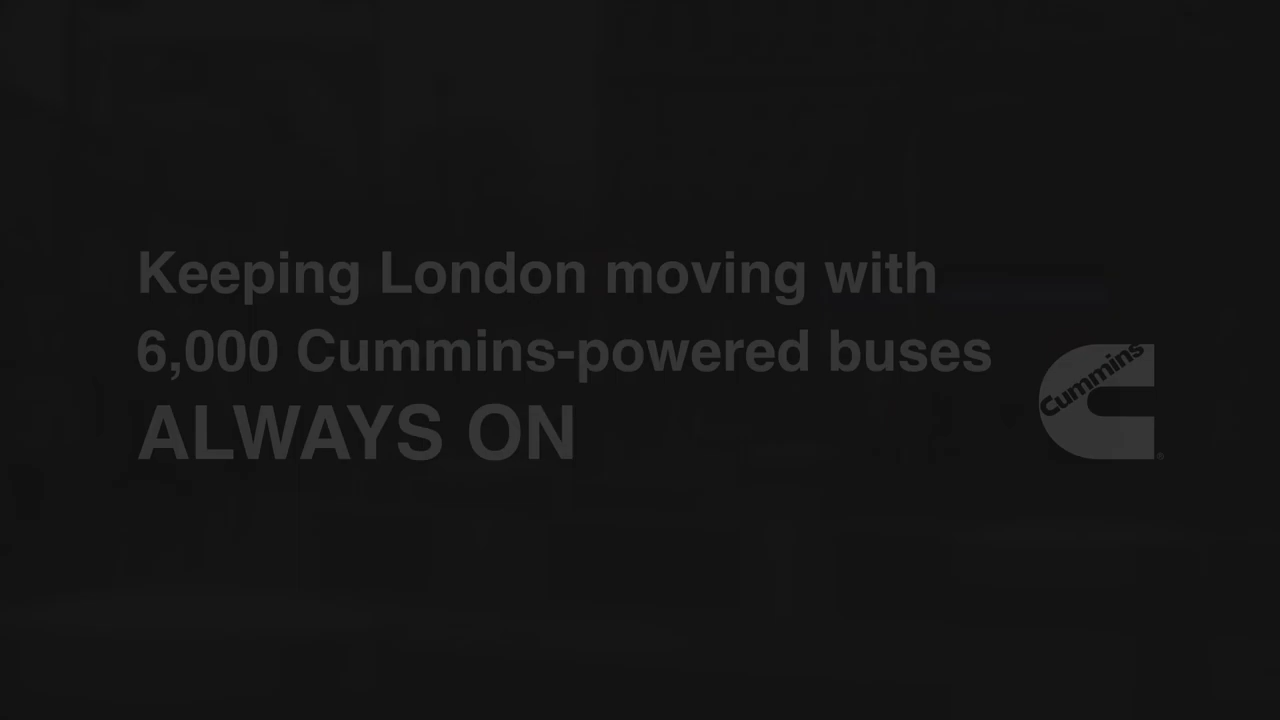 Keeping London moving with
6,000 Cummins-powered buses
ALWAYS ON
Cummins
®